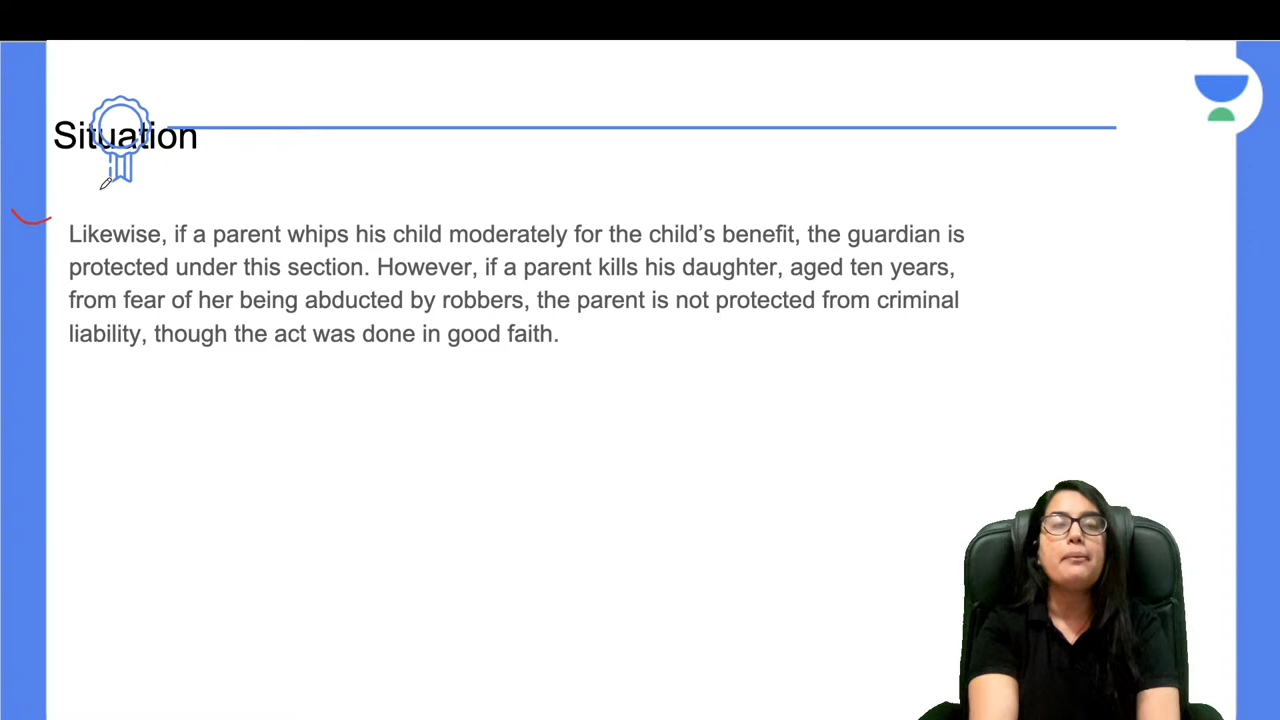 Situation
Likewise, if a parent whips his child moderately for the child’s benefit, the guardian is
protected under this section. However, if a parent kills his daughter, aged ten years,
from fear of her being abducted by robbers, the parent is not protected from criminal
liability, though the act was done in good faith.